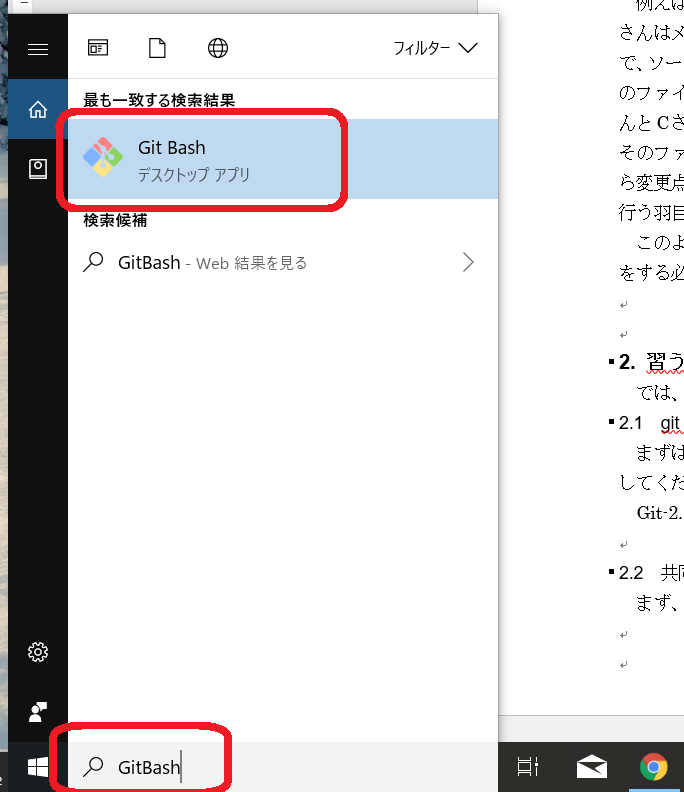 フィルター
最も一致する検索結果
Git Bash
デスクトップ アプリ
検索候補
GitBash - Web 結果を見る
GitBash
例えば
さんはメ
で、ソー
のファイ
んとCさ
そのファ
ら変更点
行う羽目
このよ
をする必
2. 習う
では、
2.1 git
まずは
してくだ
Git-2.
2.2 共同
まず、